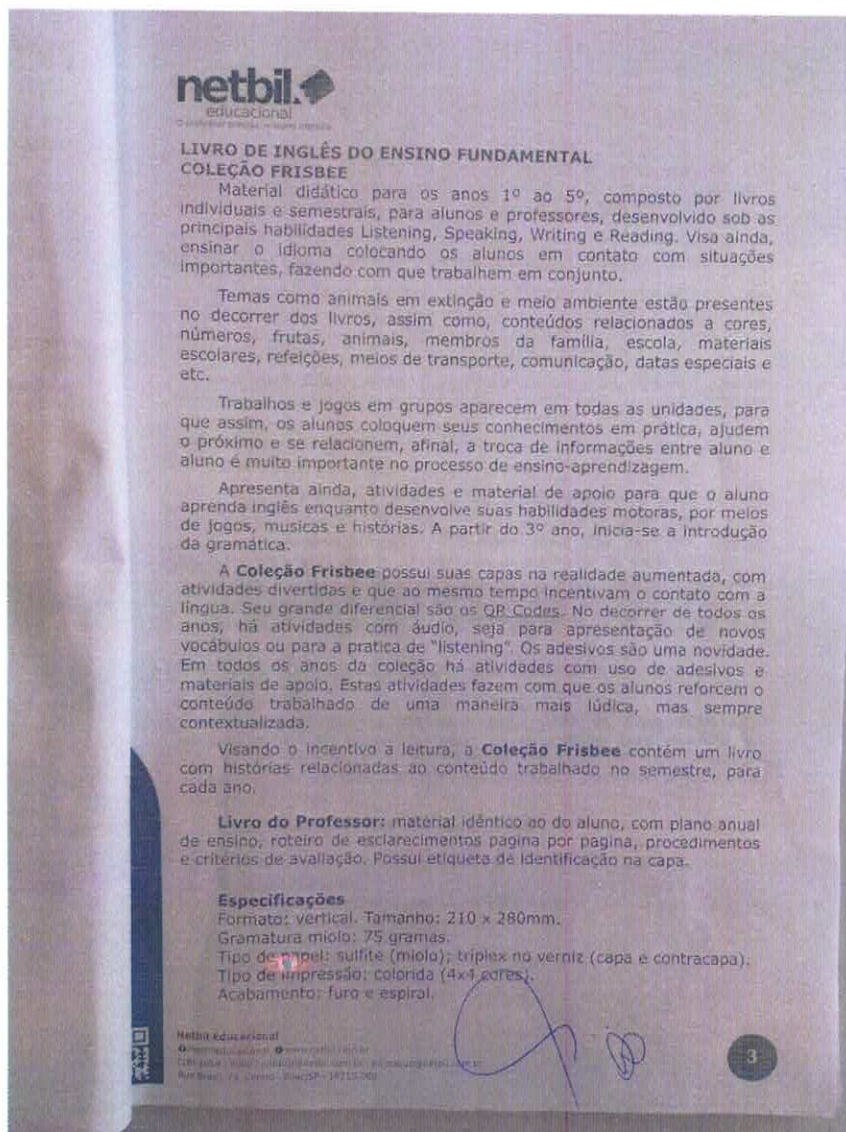 netbil.
educacional
LIVRO DE INGLÊS DO ENSINO FUNDAMENTAL
COLEÇÃO FRISBEE
Material didático para os anos 1º ao 5º, composto por livros
individuais e semestrais, para alunos e professores, desenvolvido sob as
principais habilidades Listening, Speaking, Writing e Reading. Visa ainda,
ensinar o idioma colocando os alunos em contato com situações
importantes, fazendo com que trabalhem em conjunto.
Temas como animais em extinção e meio ambiente estão presentes
no decorrer dos livros, assim como, conteúdos relacionados a cores,
números, frutas, animais, membros da família, escola, materiais
escolares, refeições, meios de transporte, comunicação, datas especiais e
etc.
Trabalhos e jogos em grupos aparecem em todas as unidades, para
que assim, os alunos coloquem seus conhecimentos em prática, ajudem
o próximo e se relacionem, afinal, a troca de informações entre aluno e
aluno é muito importante no processo de ensino-aprendizagem.
Apresenta ainda, atividades e material de apoio para que o aluno
aprenda inglês enquanto desenvolve suas habilidades motoras, por meios
de jogos, musicas e histórias. A partir do 3º ano, inicia-se a introdução
da gramática.
A Coleção Frisbee possui suas capas na realidade aumentada, com
atividades divertidas e que ao mesmo tempo incentivam o contato com a
língua. Seu grande diferencial são os QR Codes. No decorrer de todos os
anos, há atividades com áudio, seja para apresentação de novos
vocábulos ou para a pratica de "listening". Os adesivos são uma novidade.
Em todos os anos da coleção há atividades com uso de adesivos e
materiais de apoio. Estas atividades fazem com que os alunos reforcem o
conteúdo trabalhado de uma maneira mais lúdica, mas sempre
contextualizada.
Visando o incentivo a leitura, a Coleção Frisbee contém um livro
com histórias relacionadas ao conteúdo trabalhado no semestre, para
cada ano.
Livro do Professor: material idêntico ao do aluno, com plano anual
de ensino, roteiro de esclarecimentos pagina por pagina, procedimentos
e critérios de avaliação. Possui etiqueta de identificação na capa.
Especificações
Formato: vertical. Tamanho: 210 x 280mm.
Gramatura miolo: 75 gramas.
Tipo de papel: sulfite (miolo); triplex no verniz (capa e contracapa).
Tipo de impressão: colorida (4x4 cores).
Acabamento: furo e espiral.
Netbil Educacional
3